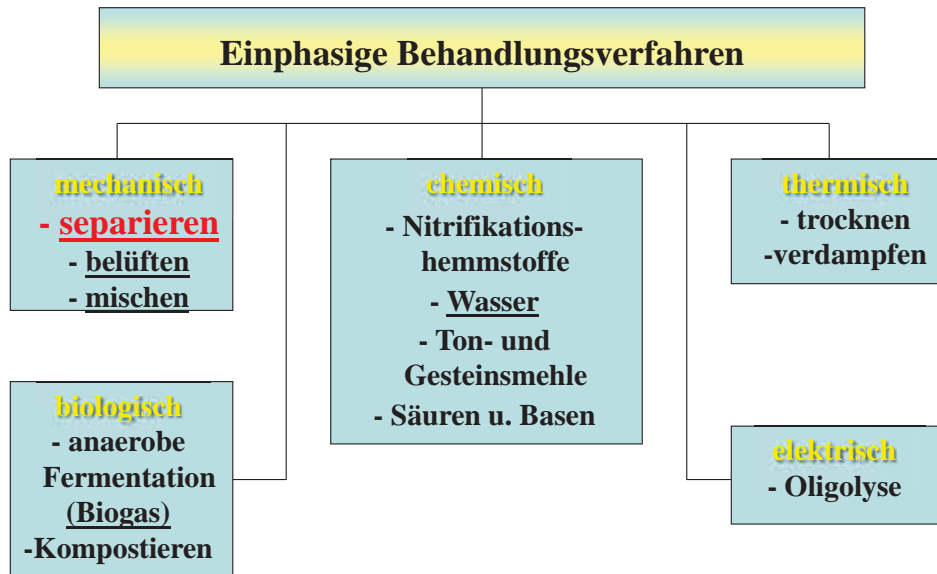 Einphasige Behandlungsverfahren
mechanisch
- separieren
- belüften
- mischen
chemisch
- Nitrifikations-
hemmstoffe
- Wasser
- Ton- und
Gesteinsmehle
- Säuren u. Basen
thermisch
- trocknen
-verdampfen
biologisch
- anaerobe
Fermentation
(Biogas)
-Kompostieren
elektrisch
- Oligolyse